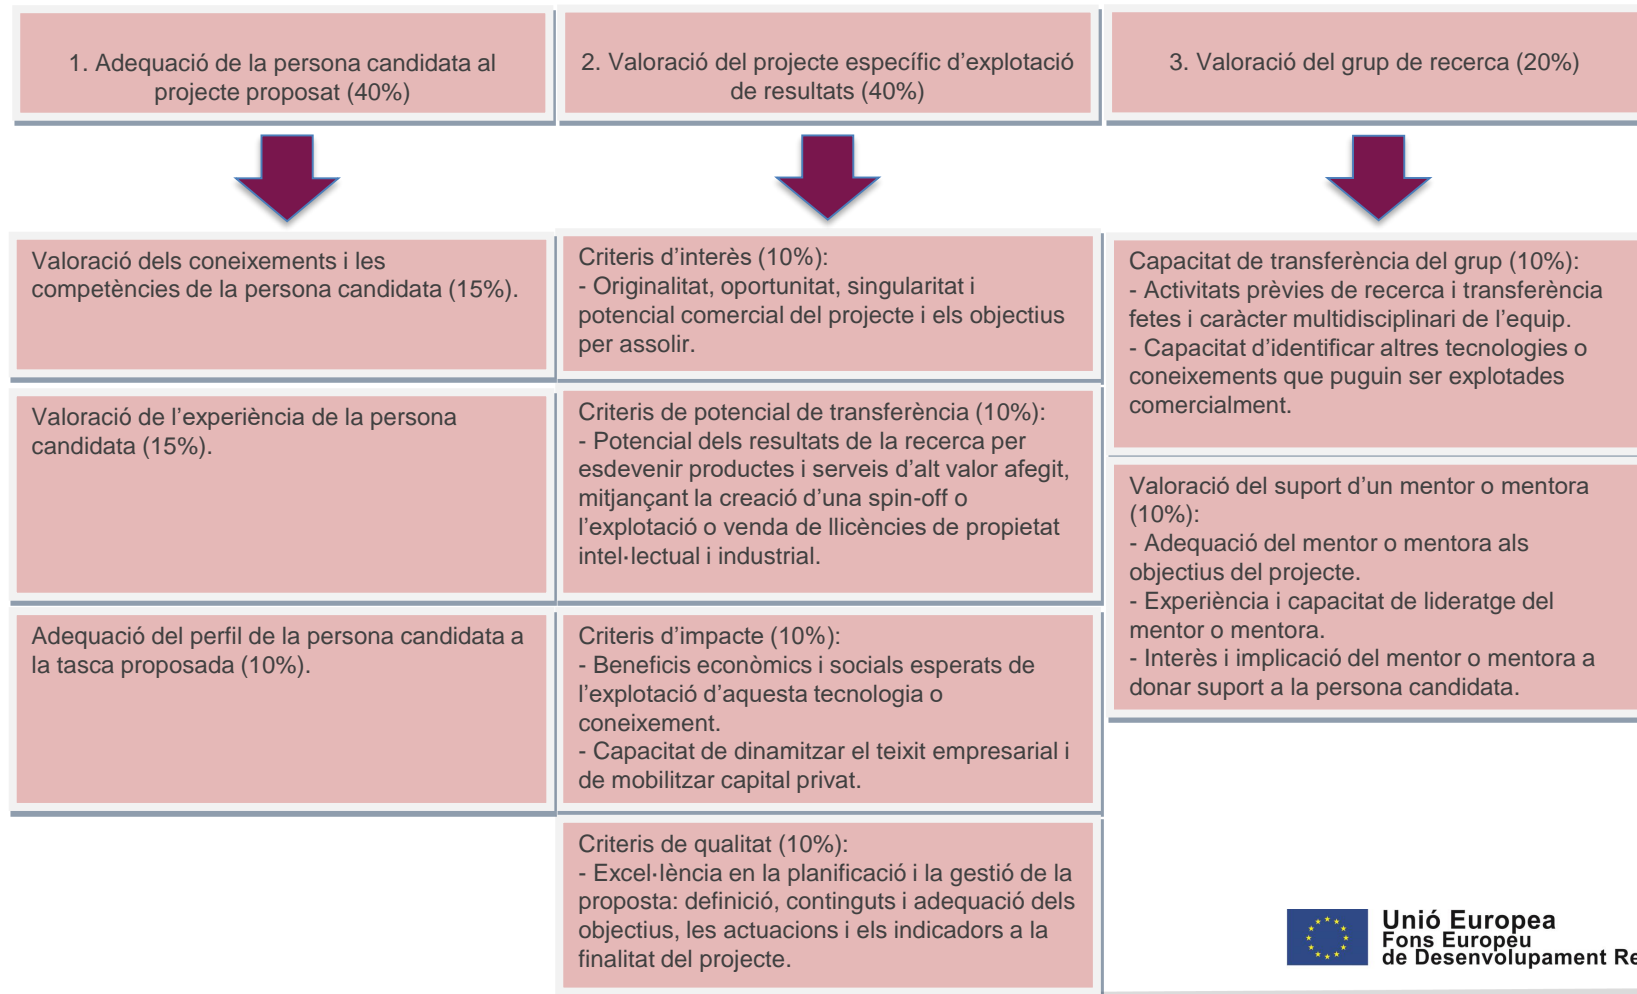 1. Adequació de la persona candidata al
projecte proposat (40%)
2. Valoració del projecte específic d’explotació
de resultats (40%)
3. Valoració del grup de recerca (20%)
Valoració dels coneixements i les
competències de la persona candidata (15%).
Valoració de l’experiència de la persona
candidata (15%).
Adequació del perfil de la persona candidata a
la tasca proposada (10%).
Criteris d’interès (10%):
- Originalitat, oportunitat, singularitat i
potencial comercial del projecte i els objectius
per assolir.
Criteris de potencial de transferència (10%):
- Potencial dels resultats de la recerca per
esdevenir productes i serveis d’alt valor afegit,
mitjançant la creació d’una spin-off o
l’explotació o venda de llicències de propietat
intel·lectual i industrial.
Criteris d’impacte (10%):
- Beneficis econòmics i socials esperats de
l’explotació d’aquesta tecnologia o
coneixement.
- Capacitat de dinamitzar el teixit empresarial i
de mobilitzar capital privat.
Criteris de qualitat (10%):
- Excel·lència en la planificació i la gestió de la
proposta: definició, continguts i adequació dels
objectius, les actuacions i els indicadors a la
finalitat del projecte.
Capacitat de transferència del grup (10%):
- Activitats prèvies de recerca i transferència
fetes i caràcter multidisciplinari de l’equip.
- Capacitat d’identificar altres tecnologies o
coneixements que puguin ser explotades
comercialment.
Valoració del suport d’un mentor o mentora
(10%):
- Adequació del mentor o mentora als
objectius del projecte.
- Experiència i capacitat de lideratge del
mentor o mentora.
- Interès i implicació del mentor o mentora a
donar suport a la persona candidata.
Unió Europea
Fons Europeu
de Desenvolupament Re